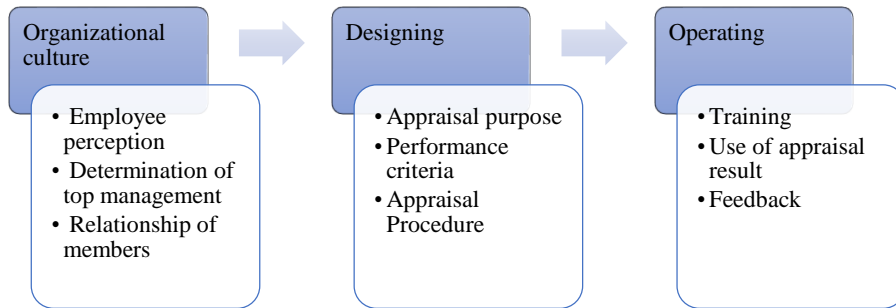 Organizational
culture
• Employee
perception
• Determination of
top management
• Relationship of
members
Designing
• Appraisal purpose
• Performance
criteria
• Appraisal
Procedure
Operating
• Training
• Use of appraisal
result
• Feedback